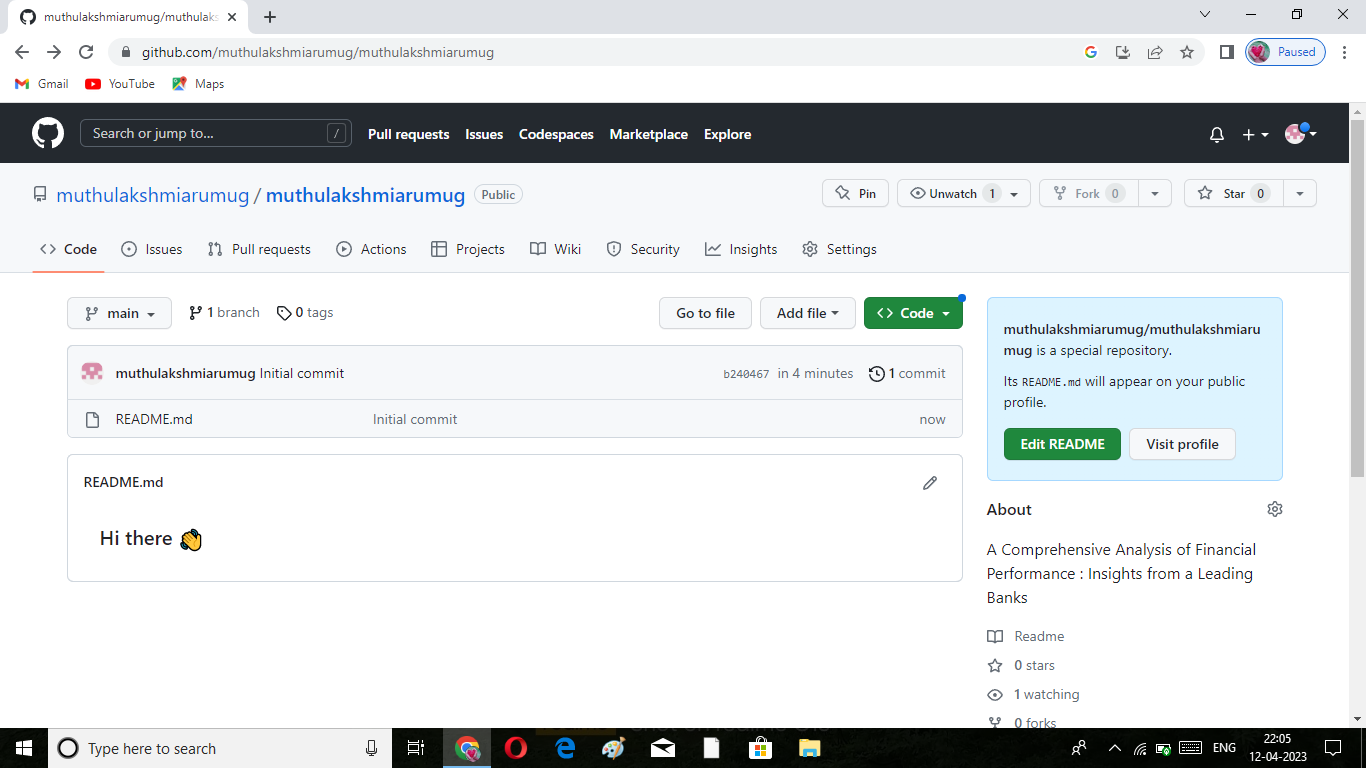 muthulakshmiarumug/muthulaks
github.com/muthulakshmiarumug/muthulakshmiarumug
Paused
Gmail YouTube Maps
Search or jump to... / Pull requests Issues Codespaces Marketplace Explore
muthulakshmiarumug / muthulakshmiarumug Public
Pin Unwatch 1 Fork 0 Star 0
Code Issues Pull requests Actions Projects Wiki Security Insights Settings
main 1 branch 0 tags Go to file Add file Code
muthulakshmiarumug Initial commit b240467 in 4 minutes 1 commit
README.md Initial commit now
README.md
Hi there 👋
muthulakshmiarumug/muthulakshmiaru
mug is a special repository.
Its README.md will appear on your public
profile.
Edit README Visit profile
About
A Comprehensive Analysis of Financial
Performance : Insights from a Leading
Banks
Readme
0 stars
1 watching
0 forks
Type here to search
ENG
22:05
12-04-2023